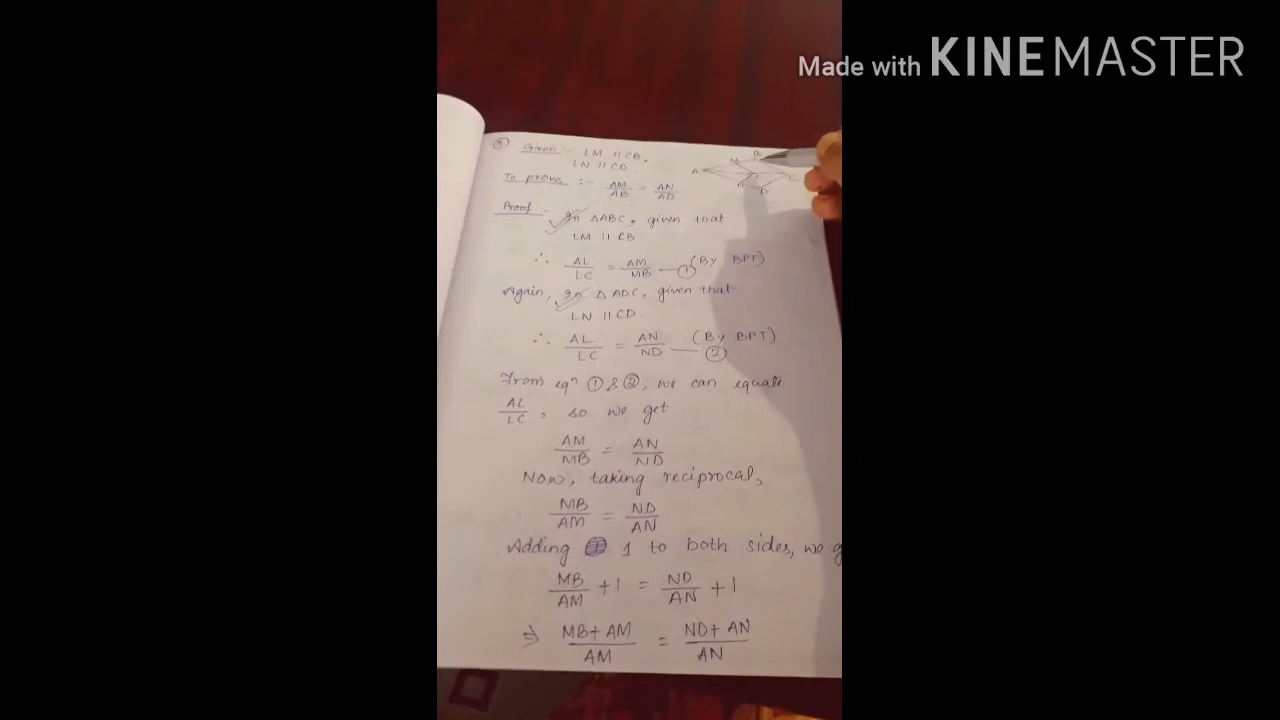 Made with KINEMASTER
③ Given :- LM || CB,
LN || CD.
To prove :- AM/AB = AN/AD
Proof :- In ΔABC, given that
LM || CB
∴ AL/LC = AM/MB —① (By BPT)
Again, In Δ ADC, given that
LN || CD.
∴ AL/LC = AN/ND —② (By BPT)
From eqn ① & ②, we can equate
AL/LC, so we get
AM/MB = AN/ND
Now, taking reciprocal,
MB/AM = ND/AN
Adding 1 to both sides, we g
MB/AM + 1 = ND/AN + 1
⇒ MB + AM/AM = ND + AN/AN
A
M
B
L
C
N
D